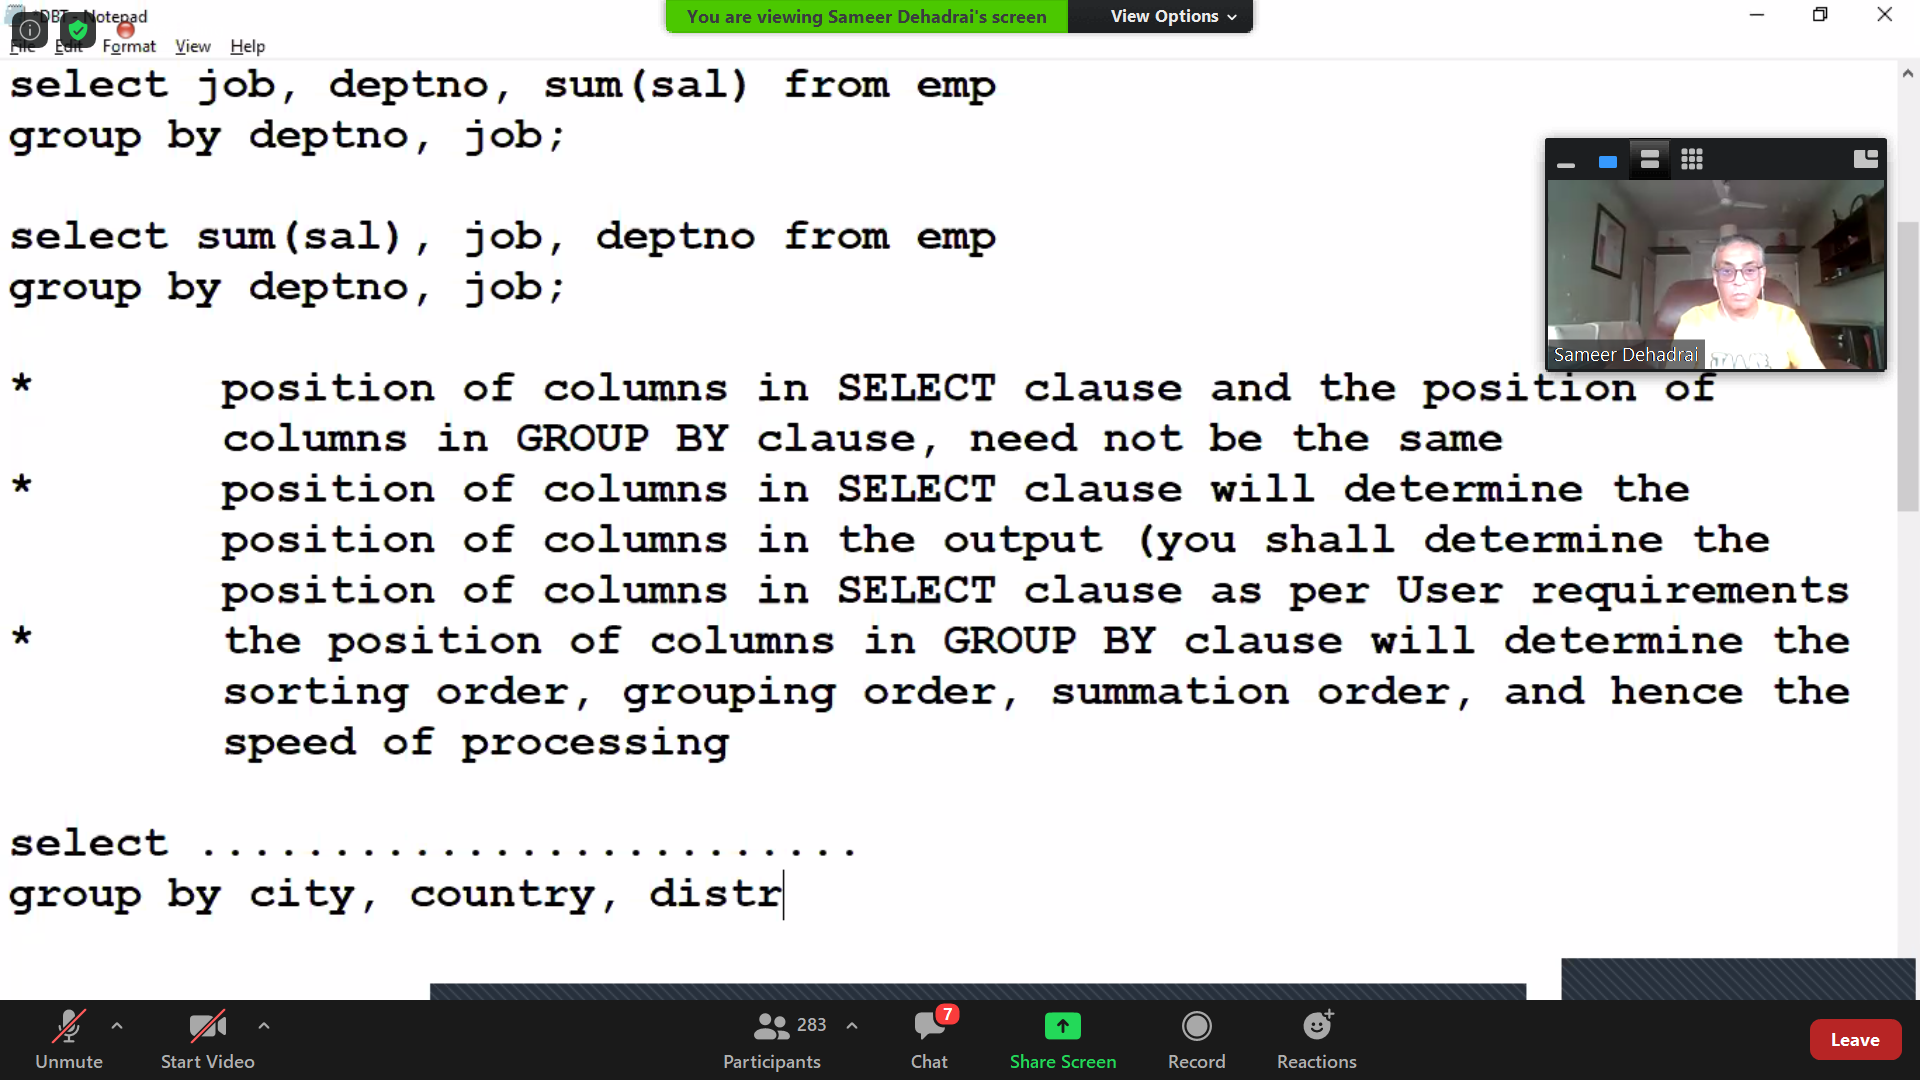 *DBT - Notepad
You are viewing Sameer Dehadrai's screen
View Options
File Edit Format View Help
select job, deptno, sum(sal) from emp
group by deptno, job;
select sum(sal), job, deptno from emp
group by deptno, job;
Sameer Dehadrai
* position of columns in SELECT clause and the position of
columns in GROUP BY clause, need not be the same
* position of columns in SELECT clause will determine the
position of columns in the output (you shall determine the
position of columns in SELECT clause as per User requirements
* the position of columns in GROUP BY clause will determine the
sorting order, grouping order, summation order, and hence the
speed of processing
select .........................
group by city, country, distr
Unmute
Start Video
283
Participants
7
Chat
Share Screen
Record
Reactions
Leave